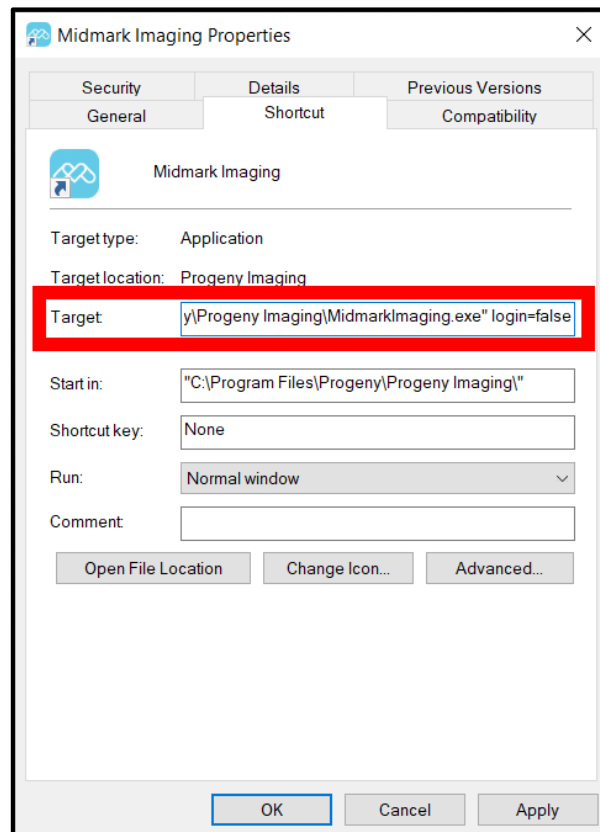 Midmark Imaging Properties
Security Details Previous Versions
General Shortcut Compatibility
Midmark Imaging
Target type: Application
Target location: Progeny Imaging
Target: y\Progeny Imaging\MidmarkImaging.exe" login=false
Start in: "C:\Program Files\Progeny\Progeny Imaging\"
Shortcut key: None
Run: Normal window
Comment:
Open File Location Change Icon... Advanced...
OK Cancel Apply